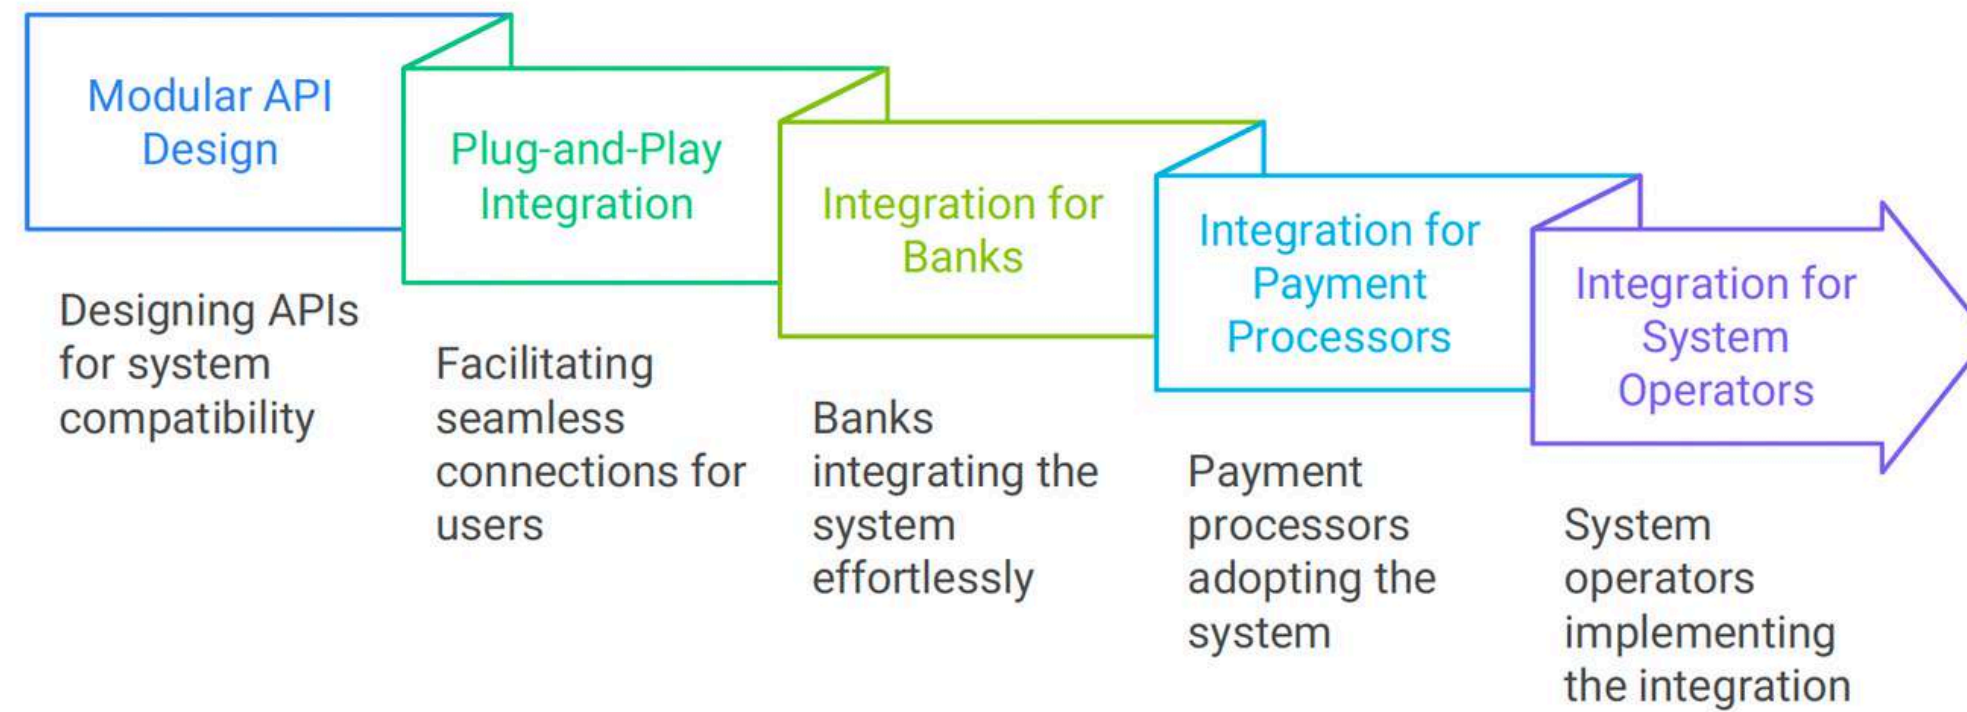 Modular API
Design
Designing APIs
for system
compatibility
Plug-and-Play
Integration
Facilitating
seamless
connections for
users
Integration for
Banks
Banks
integrating the
system
effortlessly
Integration for
Payment
Processors
Payment
processors
adopting the
system
Integration for
System
Operators
System
operators
implementing
the integration